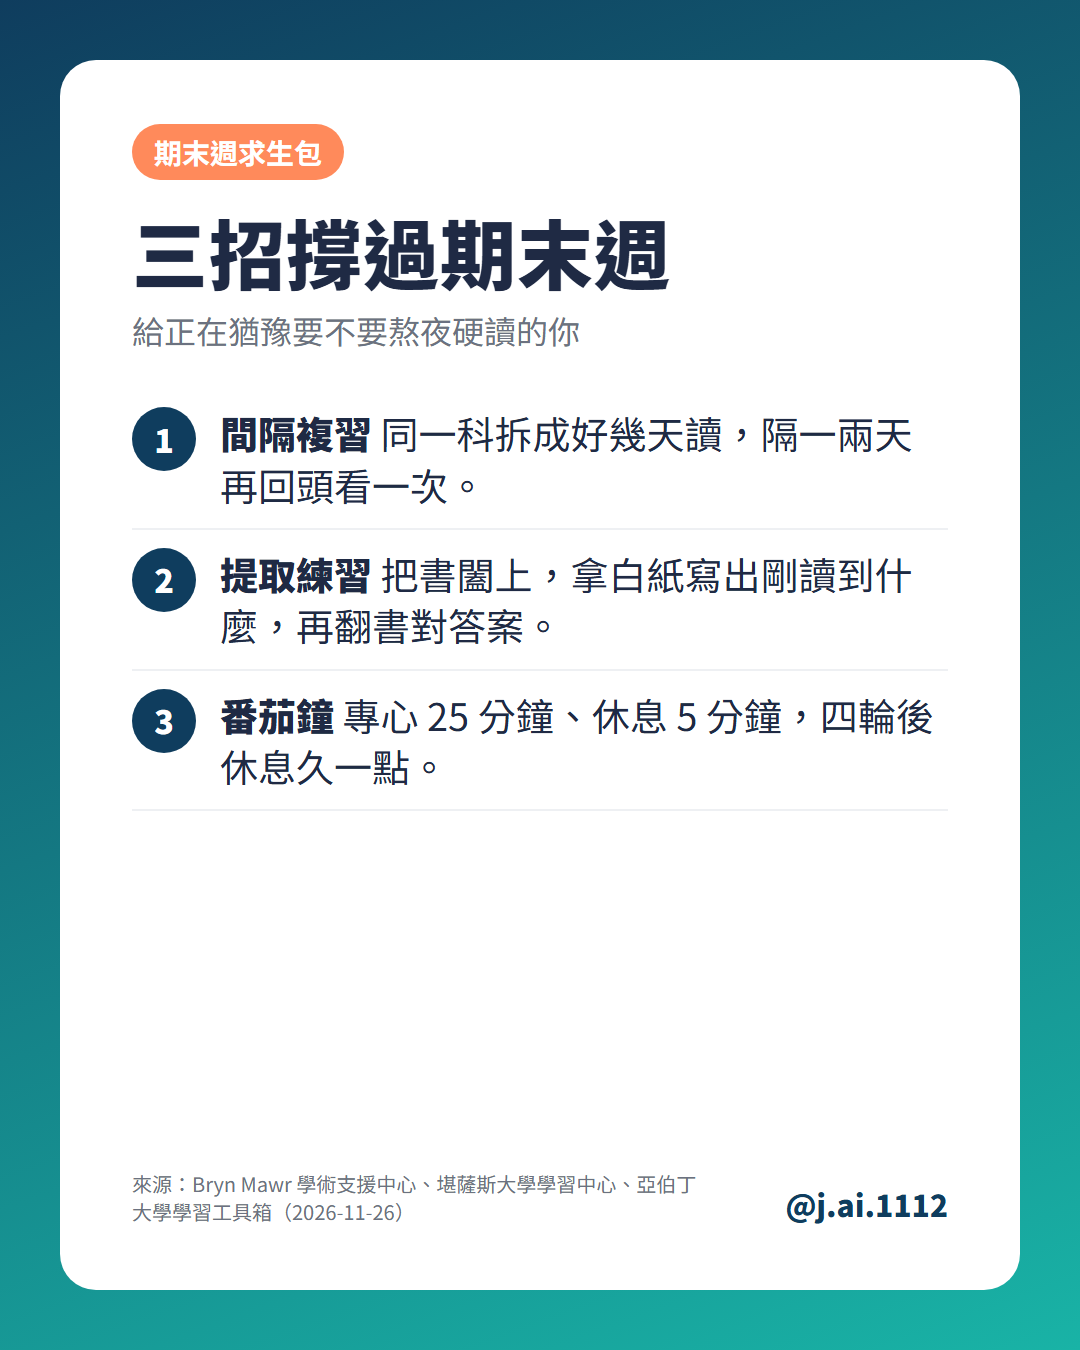 期末週求生包
三招撐過期末週
給正在猶豫要不要熬夜硬讀的你
1 間隔複習 同一科拆成好幾天讀，隔一兩天
再回頭看一次。
2 提取練習 把書闔上，拿白紙寫出剛讀到什
麼，再翻書對答案。
3 番茄鐘 專心 25 分鐘、休息 5 分鐘，四輪後
休息久一點。
來源：Bryn Mawr 學術支援中心、堪薩斯大學學習中心、亞伯丁
大學學習工具箱（2026-11-26）
@j.ai.1112